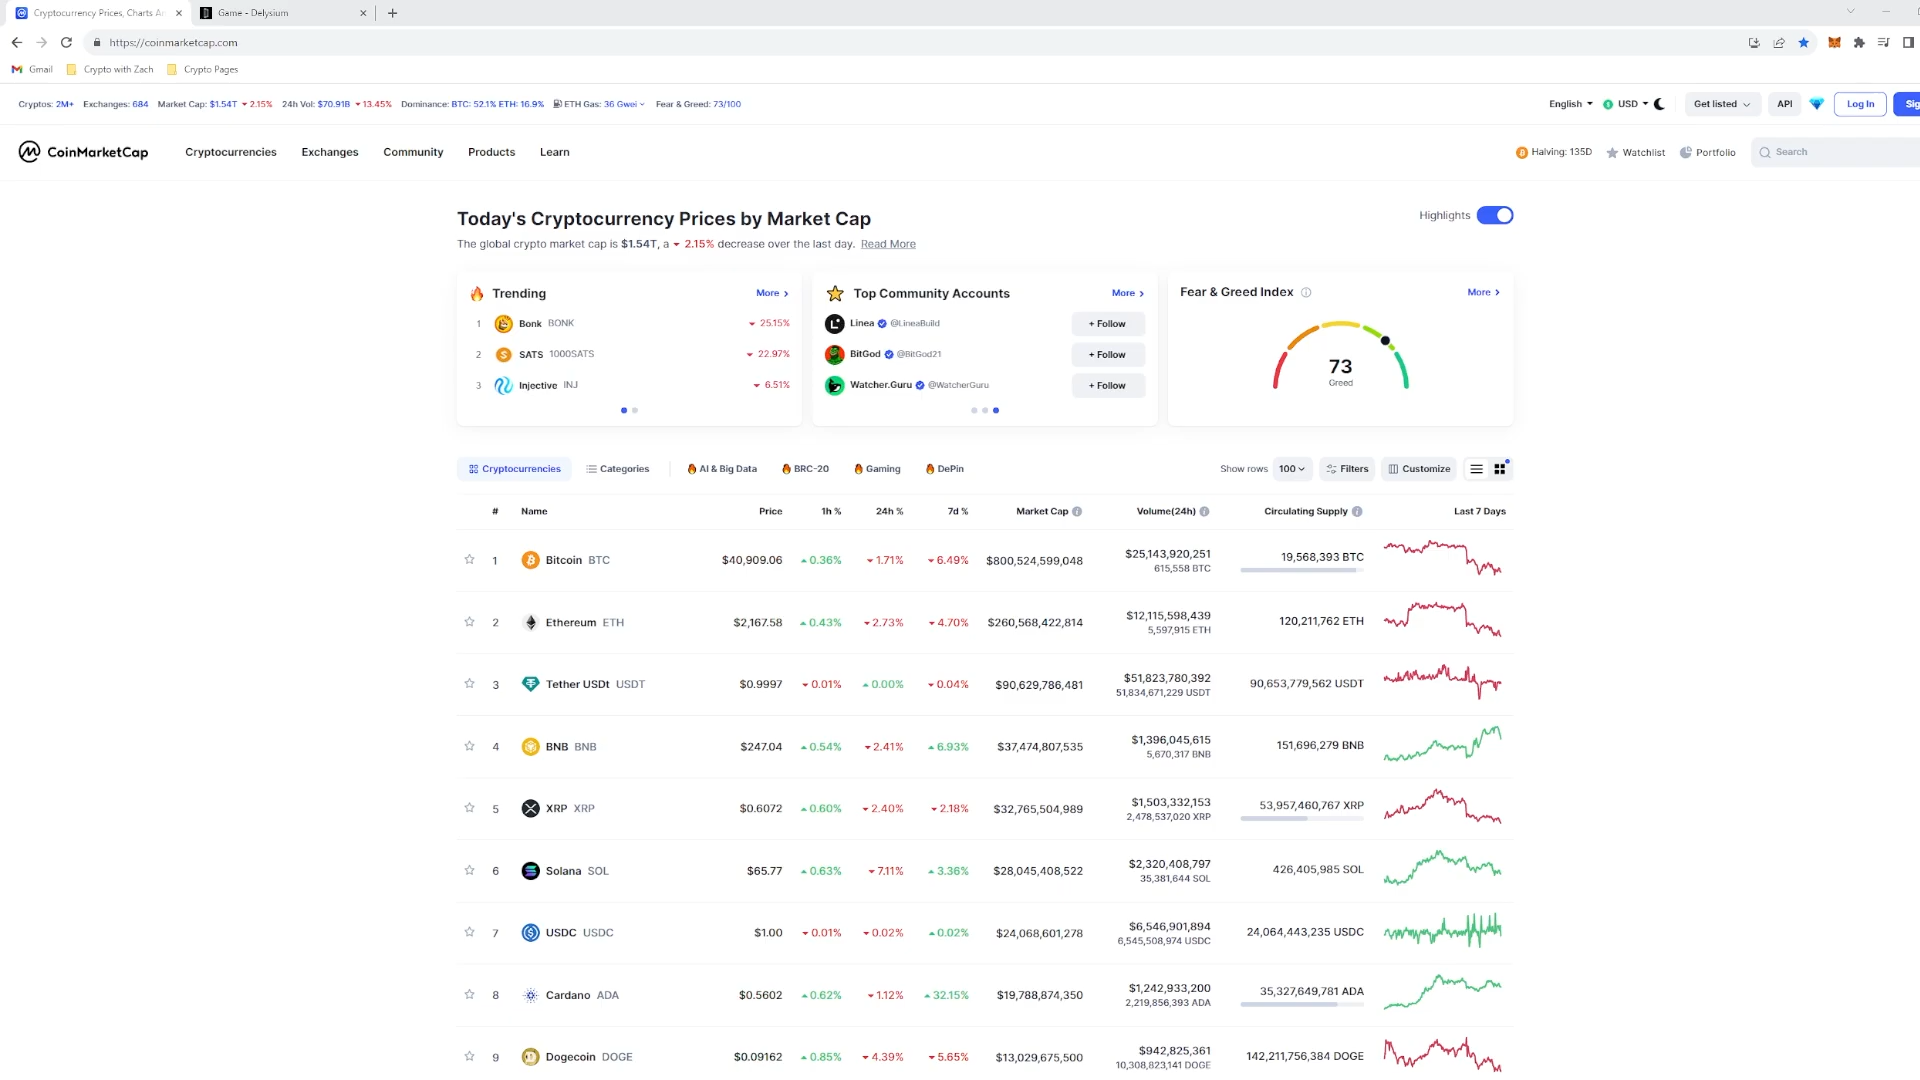 Cryptocurrency Prices, Charts An
Game - Delysium
https://coinmarketcap.com
Gmail Crypto with Zach Crypto Pages
Cryptos: 2M+ Exchanges: 684 Market Cap: $1.54T 2.15% 24h Vol: $70.91B 13.45% Dominance: BTC: 52.1% ETH: 16.9% ETH Gas: 36 Gwei Fear & Greed: 73/100
English USD Get listed API Log In Sig
CoinMarketCap Cryptocurrencies Exchanges Community Products Learn
Halving: 135D Watchlist Portfolio Search
Today's Cryptocurrency Prices by Market Cap
Highlights
The global crypto market cap is $1.54T, a 2.15% decrease over the last day. Read More
Trending More
1 Bonk BONK 25.15%
2 SATS 1000SATS 22.97%
3 Injective INJ 6.51%
Top Community Accounts More
Linea @LineaBuild + Follow
BitGod @BitGod21 + Follow
Watcher.Guru @WatcherGuru + Follow
Fear & Greed Index More
73
Greed
Cryptocurrencies Categories AI & Big Data BRC-20 Gaming DePin
Show rows 100 Filters Customize
# Name Price 1h % 24h % 7d % Market Cap Volume(24h) Circulating Supply Last 7 Days
1 Bitcoin BTC $40,909.06 0.36% 1.71% 6.49% $800,524,599,048 $25,143,920,251 19,568,393 BTC
615,558 BTC
2 Ethereum ETH $2,167.58 0.43% 2.73% 4.70% $260,568,422,814 $12,115,598,439 120,211,762 ETH
5,597,915 ETH
3 Tether USDt USDT $0.9997 0.01% 0.00% 0.04% $90,629,786,481 $51,823,780,392 90,653,779,562 USDT
51,834,671,229 USDT
4 BNB BNB $247.04 0.54% 2.41% 6.93% $37,474,807,535 $1,396,045,615 151,696,279 BNB
5,670,317 BNB
5 XRP XRP $0.6072 0.60% 2.40% 2.18% $32,765,504,989 $1,503,332,153 53,957,460,767 XRP
2,478,537,020 XRP
6 Solana SOL $65.77 0.63% 7.11% 3.36% $28,045,408,522 $2,320,408,797 426,405,985 SOL
35,381,644 SOL
7 USDC USDC $1.00 0.01% 0.02% 0.02% $24,068,601,278 $6,546,901,894 24,064,443,235 USDC
6,545,508,974 USDC
8 Cardano ADA $0.5602 0.62% 1.12% 32.15% $19,788,874,350 $1,242,933,200 35,327,649,781 ADA
2,219,856,393 ADA
9 Dogecoin DOGE $0.09162 0.85% 4.39% 5.65% $13,029,675,500 $942,825,361 142,211,756,384 DOGE
10,308,823,141 DOGE